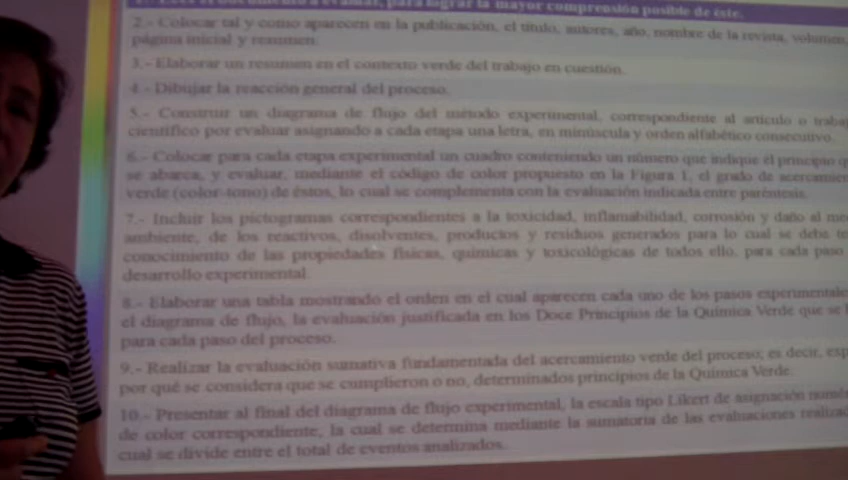 la mayor comprensión posible de éste.
2.- Colocar tal y como aparecen en la publicación, el título, autores, año, nombre de la revista, volumen,
página inicial y resumen.
3.- Elaborar un resumen en el contexto verde del trabajo en cuestión.
4.- Dibujar la reacción general del proceso.
5.- Construir un diagrama de flujo del método experimental, correspondiente al artículo o
científico por evaluar asignando a cada etapa una letra, en minúscula y orden alfabético consecutivo.
6.- Colocar para cada etapa experimental un cuadro conteniendo un número que indique el principio
se abarca, y evaluar, mediante el código de color propuesto en la Figura 1, el grado de
verde (color-tono) de éstos, lo cual se complementa con la evaluación indicada entre paréntesis.
7.- Incluir los pictogramas correspondientes a la toxicidad, inflamabilidad, corrosión y daño al
ambiente, de los reactivos, disolventes, productos y residuos generados para lo cual se debe
conocimiento de las propiedades físicas, químicas y toxicológicas de todos ello, para cada paso
desarrollo experimental.
8.- Elaborar una tabla mostrando el orden en el cual aparecen cada uno de los pasos
el diagrama de flujo, la evaluación justificada en los Doce Principios de la Química Verde que se
para cada paso del proceso.
9.- Realizar la evaluación sumativa fundamentada del acercamiento verde del proceso; es decir,
por qué se considera que se cumplieron o no, determinados principios de la Química Verde.
10.- Presentar al final del diagrama de flujo experimental, la escala tipo Likert de asignación
de color correspondiente, la cual se determina mediante la sumatoria de las evaluaciones
cual se divide entre el total de eventos analizados.